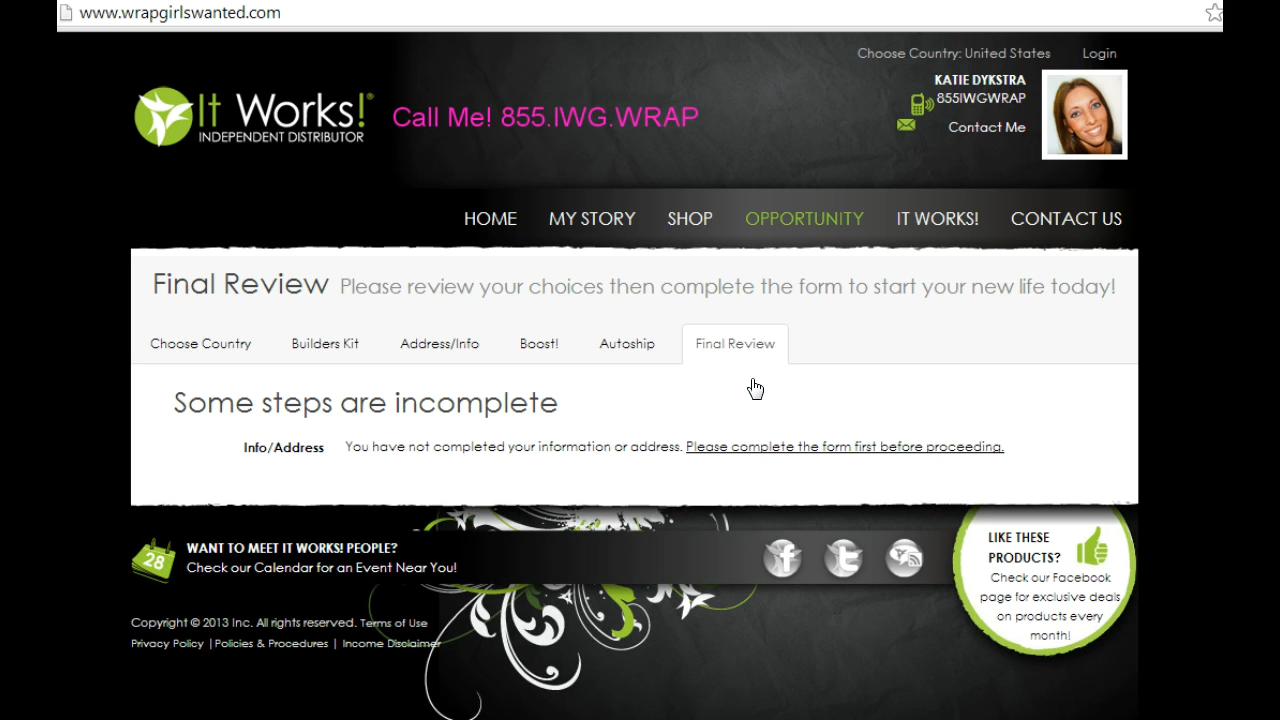 www.wrapgirlswanted.com
Choose Country: United States Login
It Works!®
INDEPENDENT DISTRIBUTOR
Call Me! 855.IWG.WRAP
KATIE DYKSTRA
855IWGWRAP
Contact Me
HOME MY STORY SHOP OPPORTUNITY IT WORKS! CONTACT US
Final Review Please review your choices then complete the form to start your new life today!
Choose Country Builders Kit Address/Info Boost! Autoship Final Review
Some steps are incomplete
Info/Address You have not completed your information or address. Please complete the form first before proceeding.
28
WANT TO MEET IT WORKS! PEOPLE?
Check our Calendar for an Event Near You!
f t
LIKE THESE
PRODUCTS?
Check our Facebook
page for exclusive deals
on products every
month!
Copyright © 2013 Inc. All rights reserved. Terms of Use
Privacy Policy | Policies & Procedures | Income Disclaimer